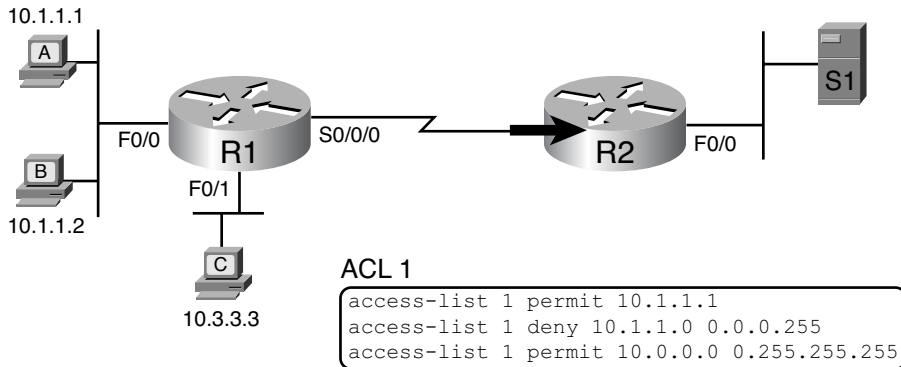 10.1.1.1
A
B
10.1.1.2
F0/0
R1
S0/0/0
F0/1
C
10.3.3.3
R2
F0/0
S1
ACL 1
access-list 1 permit 10.1.1.1
access-list 1 deny 10.1.1.0 0.0.0.255
access-list 1 permit 10.0.0.0 0.255.255.255